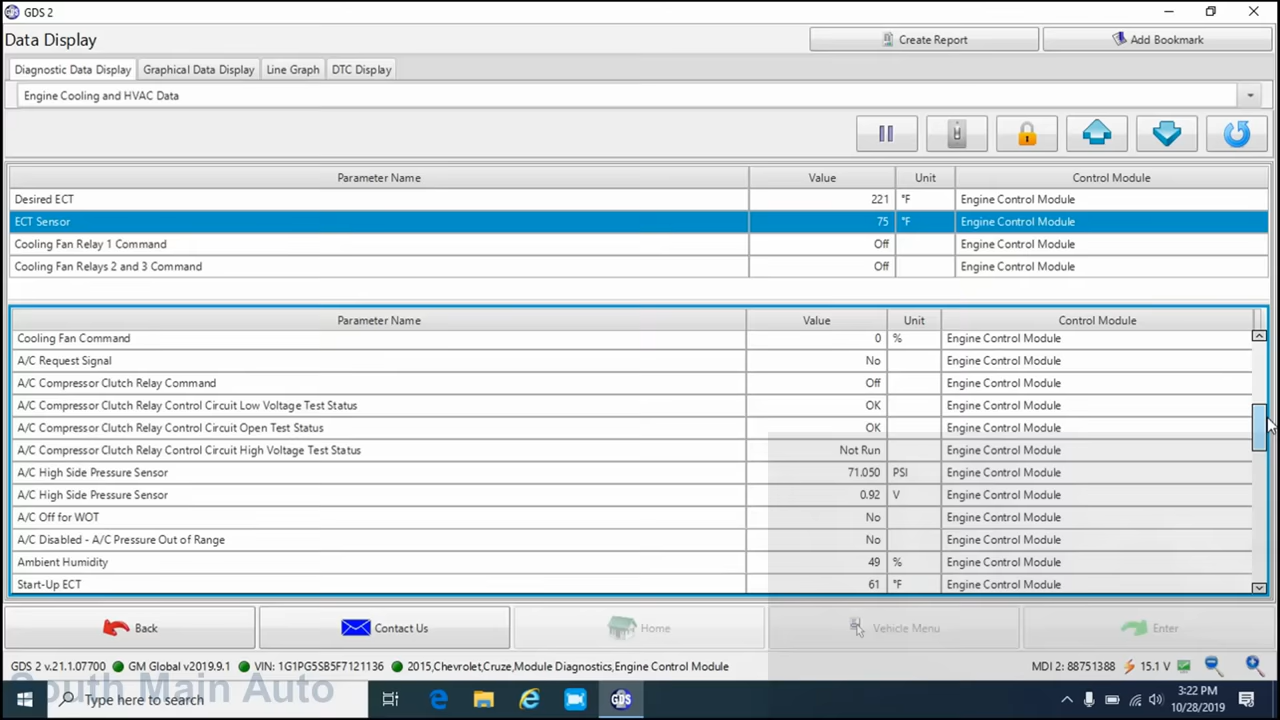 GDS 2
Data Display
Create Report
Add Bookmark
Diagnostic Data Display Graphical Data Display Line Graph DTC Display
Engine Cooling and HVAC Data
Parameter Name Value Unit Control Module
Desired ECT 221 °F Engine Control Module
ECT Sensor 75 °F Engine Control Module
Cooling Fan Relay 1 Command Off Engine Control Module
Cooling Fan Relays 2 and 3 Command Off Engine Control Module
Parameter Name Value Unit Control Module
Cooling Fan Command 0 % Engine Control Module
A/C Request Signal No Engine Control Module
A/C Compressor Clutch Relay Command Off Engine Control Module
A/C Compressor Clutch Relay Control Circuit Low Voltage Test Status OK Engine Control Module
A/C Compressor Clutch Relay Control Circuit Open Test Status OK Engine Control Module
A/C Compressor Clutch Relay Control Circuit High Voltage Test Status Not Run Engine Control Module
A/C High Side Pressure Sensor 71.050 PSI Engine Control Module
A/C High Side Pressure Sensor 0.92 V Engine Control Module
A/C Off for WOT No Engine Control Module
A/C Disabled - A/C Pressure Out of Range No Engine Control Module
Ambient Humidity 49 % Engine Control Module
Start-Up ECT 61 °F Engine Control Module
Back Contact Us Home Vehicle Menu Enter
GDS 2 v.21.1.07700 GM Global v2019.9.1 VIN: 1G1PG5SB5F7121136 2015,Chevrolet,Cruze,Module Diagnostics,Engine Control Module MDI 2: 88751388 15.1 V
South Main Auto
Type here to search
GDS
3:22 PM
10/28/2019